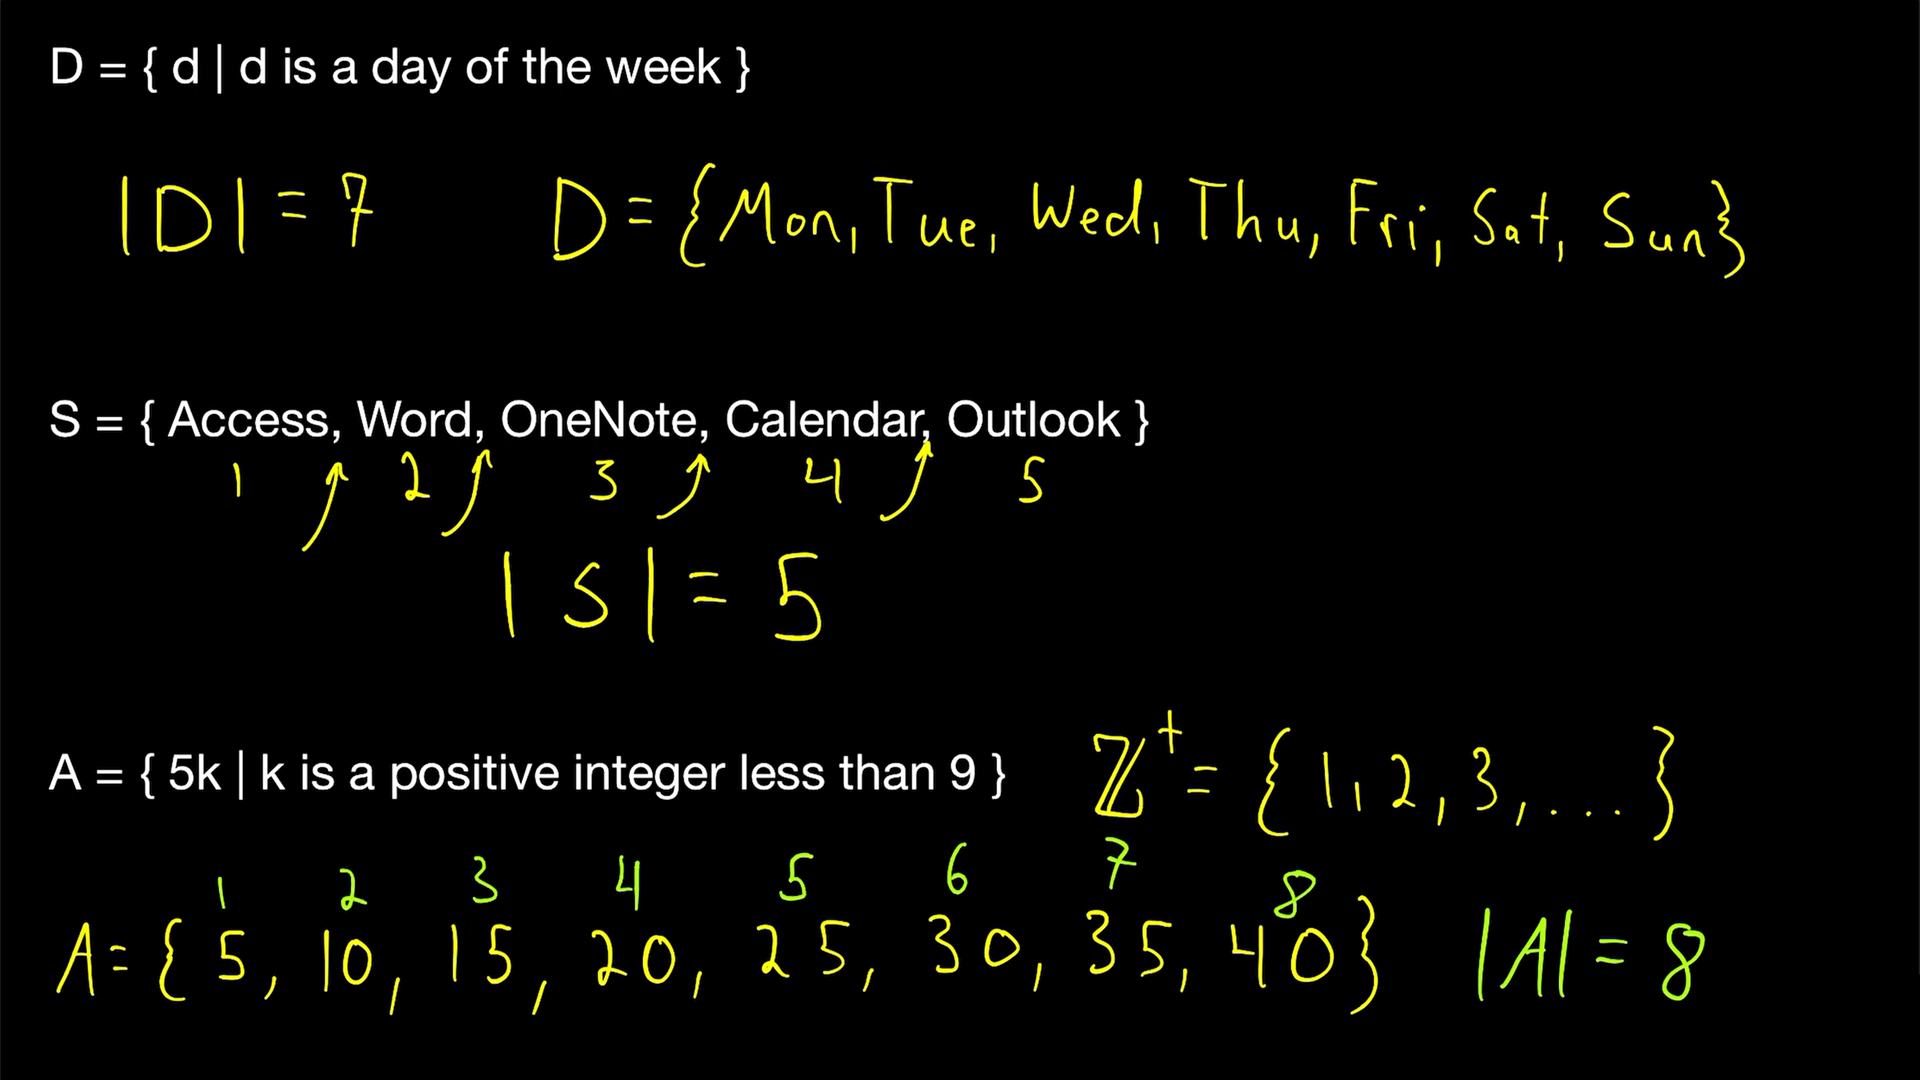 D = { d | d is a day of the week }
|D| = 7 D = {Mon, Tue, Wed, Thu, Fri, Sat, Sun}
S = { Access, Word, OneNote, Calendar, Outlook }
1 2 3 4 5
|S| = 5
A = { 5k | k is a positive integer less than 9 } ℤ⁺ = {1, 2, 3, ...}
1 2 3 4 5 6 7 8
A = {5, 10, 15, 20, 25, 30, 35, 40} |A| = 8